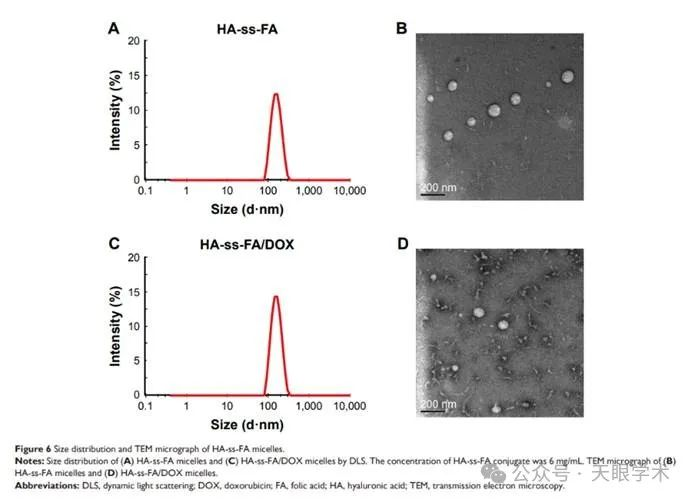 A
HA-ss-FA
20
15
10
5
0
Intensity (%)
0.1 1 10 100 1,000 10,000
Size (d·nm)
B
200 nm
C
HA-ss-FA/DOX
20
15
10
5
0
Intensity (%)
0.1 1 10 100 1,000 10,000
Size (d·nm)
D
200 nm
Figure 6 Size distribution and TEM micrograph of HA-ss-FA micelles.
Notes: Size distribution of (A) HA-ss-FA micelles and (C) HA-ss-FA/DOX micelles by DLS. The concentration of HA-ss-FA conjugate was 6 mg/mL. TEM micrograph of (B)
HA-ss-FA micelles and (D) HA-ss-FA/DOX micelles.
Abbreviations: DLS, dynamic light scattering; DOX, doxorubicin; FA, folic acid; HA, hyaluronic acid; TEM, transmission electron microscopy.
公众号 · 天眼学术